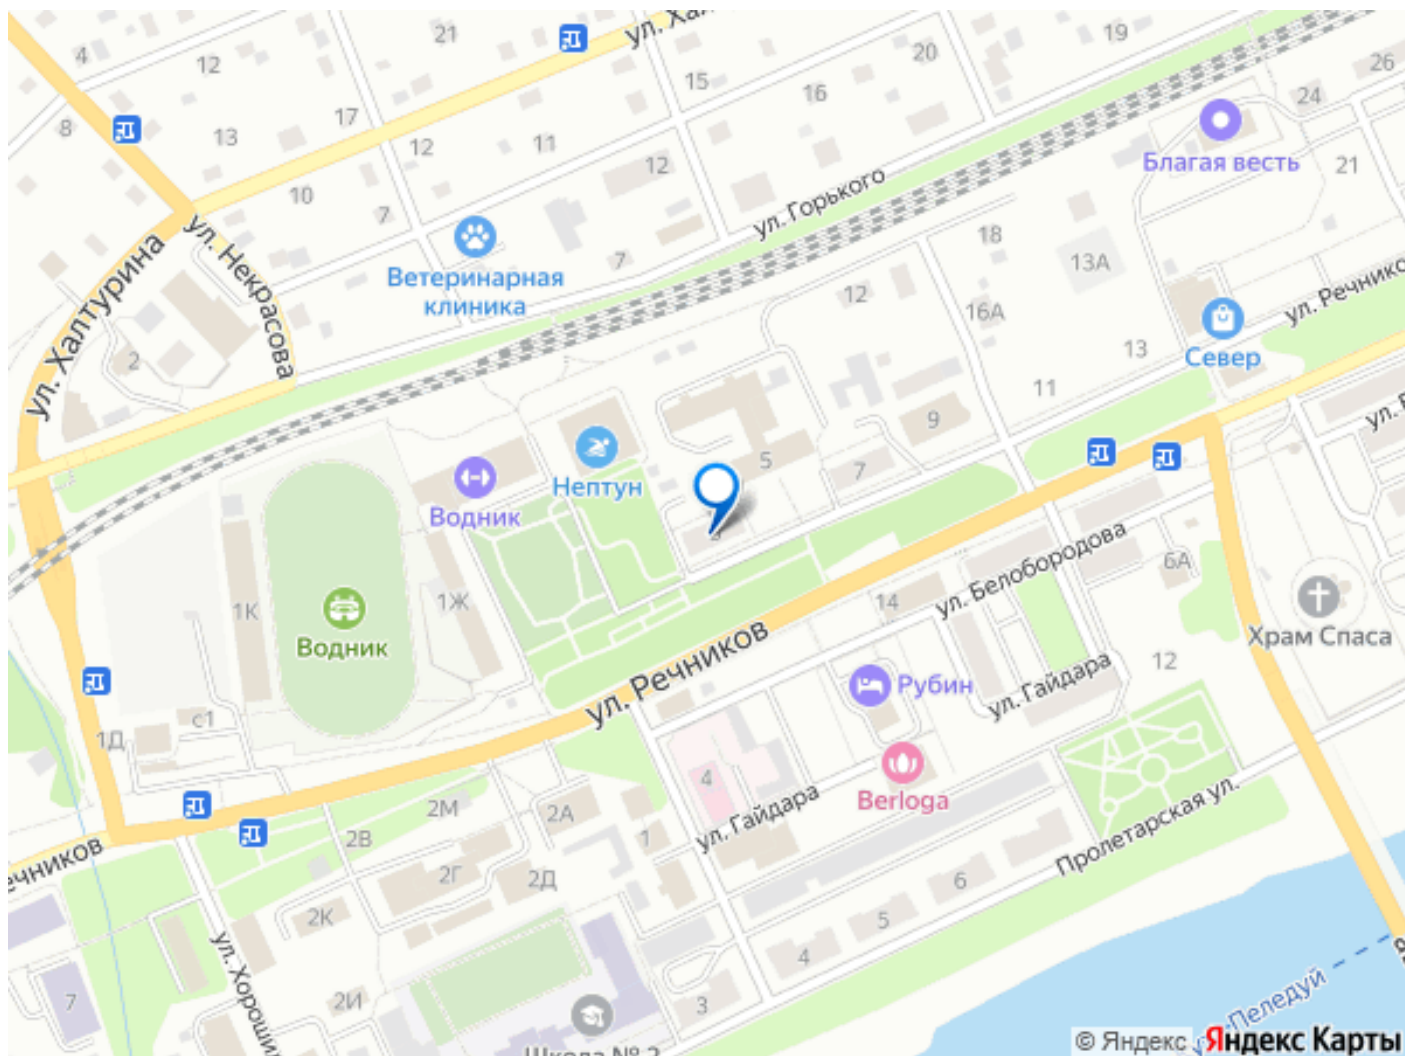 4
21
ул. Хал
12
8
13
17
12
11
15
16
20
19
24
26
Благая весть
21
10
7
12
ул. Горького
ул. Халтурина
ул. Некрасова
Ветеринарная
клиника
7
2
12
18
13А
16А
ул. Речнико
Север
13
11
9
5
7
Нептун
Водник
1К
1Ж
Водник
ул. Белобородова
6А
14
Храм Спаса
ул. Речников
Рубин
ул. Гайдара
12
с1
1Д
4
Berloga
ул. Гайдара
Пролетарская ул.
2М
2А
2В
1
ечников
2Г
2Д
2К
6
5
4
3
ул. Хорошил
7
2И
Школа № 2
Пеледуй
© Яндекс Яндекс Карты